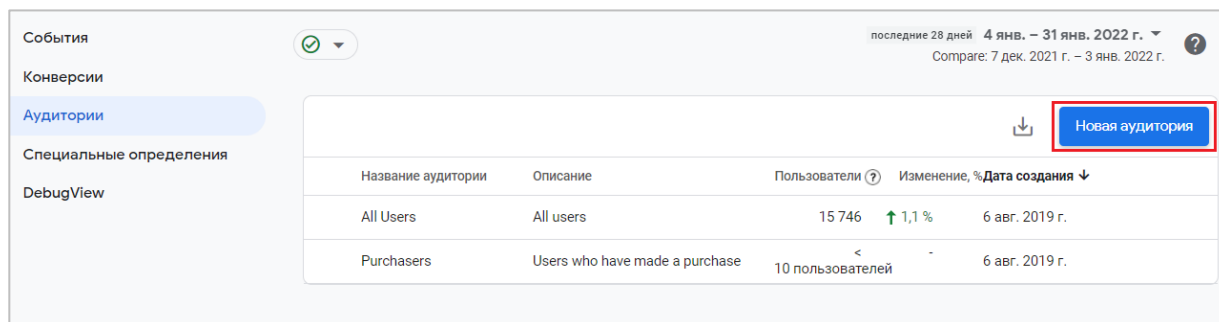 События
Конверсии
Аудитории
Специальные определения
DebugView
последние 28 дней 4 янв. – 31 янв. 2022 г.
Compare: 7 дек. 2021 г. – 3 янв. 2022 г.
Новая аудитория
Название аудитории Описание Пользователи Изменение, % Дата создания
All Users All users 15 746 1,1 % 6 авг. 2019 г.
Purchasers Users who have made a purchase < 10 пользователей - 6 авг. 2019 г.